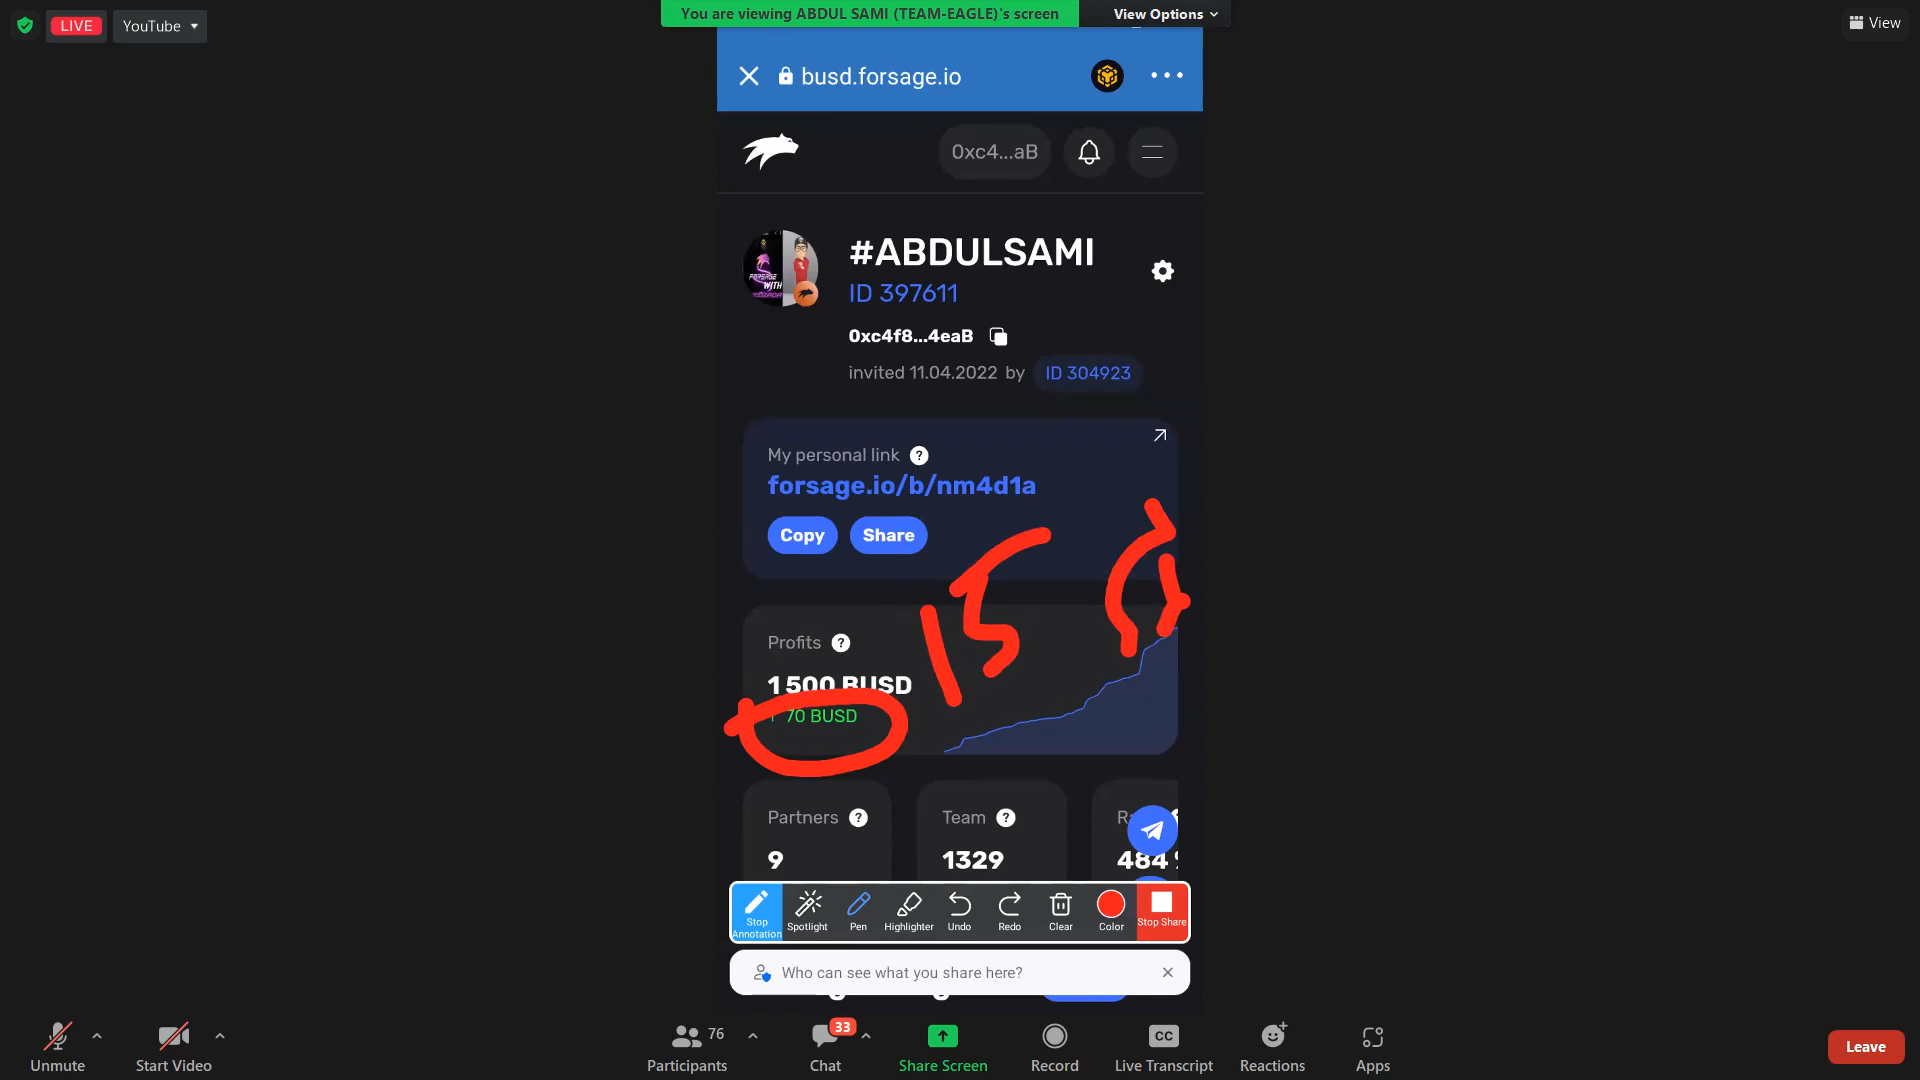 LIVE
YouTube
You are viewing ABDUL SAMI (TEAM-EAGLE)'s screen
View Options
View
busd.forsage.io
0xc4...aB
#ABDULSAMI
ID 397611
0xc4f8...4eaB
invited 11.04.2022 by ID 304923
My personal link ?
forsage.io/b/nm4d1a
Copy
Share
15
Profits ?
1 500 BUSD
↑ 70 BUSD
Partners ?
Team ?
9
1329
484
Stop Annotation
Spotlight
Pen
Highlighter
Undo
Redo
Clear
Color
Stop Share
Who can see what you share here?
Unmute
Start Video
76
Participants
33
Chat
Share Screen
Record
CC
Live Transcript
Reactions
Apps
Leave